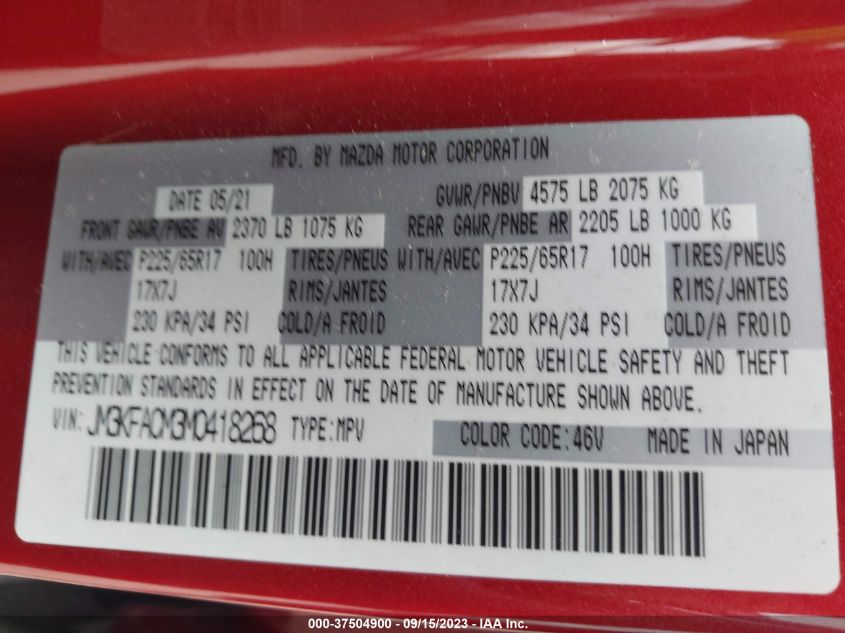 MFD. BY MAZDA MOTOR CORPORATION
DATE 05/21 GVWR/PNBV 4575 LB 2075 KG
FRONT GAWR/PNBE AV 2370 LB 1075 KG REAR GAWR/PNBE AR 2205 LB 1000 KG
WITH/AVEC P225/65R17 100H TIRES/PNEUS WITH/AVEC P225/65R17 100H TIRES/PNEUS
17X7J RIMS/JANTES 17X7J RIMS/JANTES
230 KPA/34 PSI COLD/A FROID 230 KPA/34 PSI COLD/A FROID
THIS VEHICLE CONFORMS TO ALL APPLICABLE FEDERAL MOTOR VEHICLE SAFETY AND THEFT
PREVENTION STANDARDS IN EFFECT ON THE DATE OF MANUFACTURE SHOWN ABOVE.
VIN: JM3KFACM3M0418268 TYPE:MPV COLOR CODE:46V MADE IN JAPAN
000-37504900 - 09/15/2023 - IAA Inc.